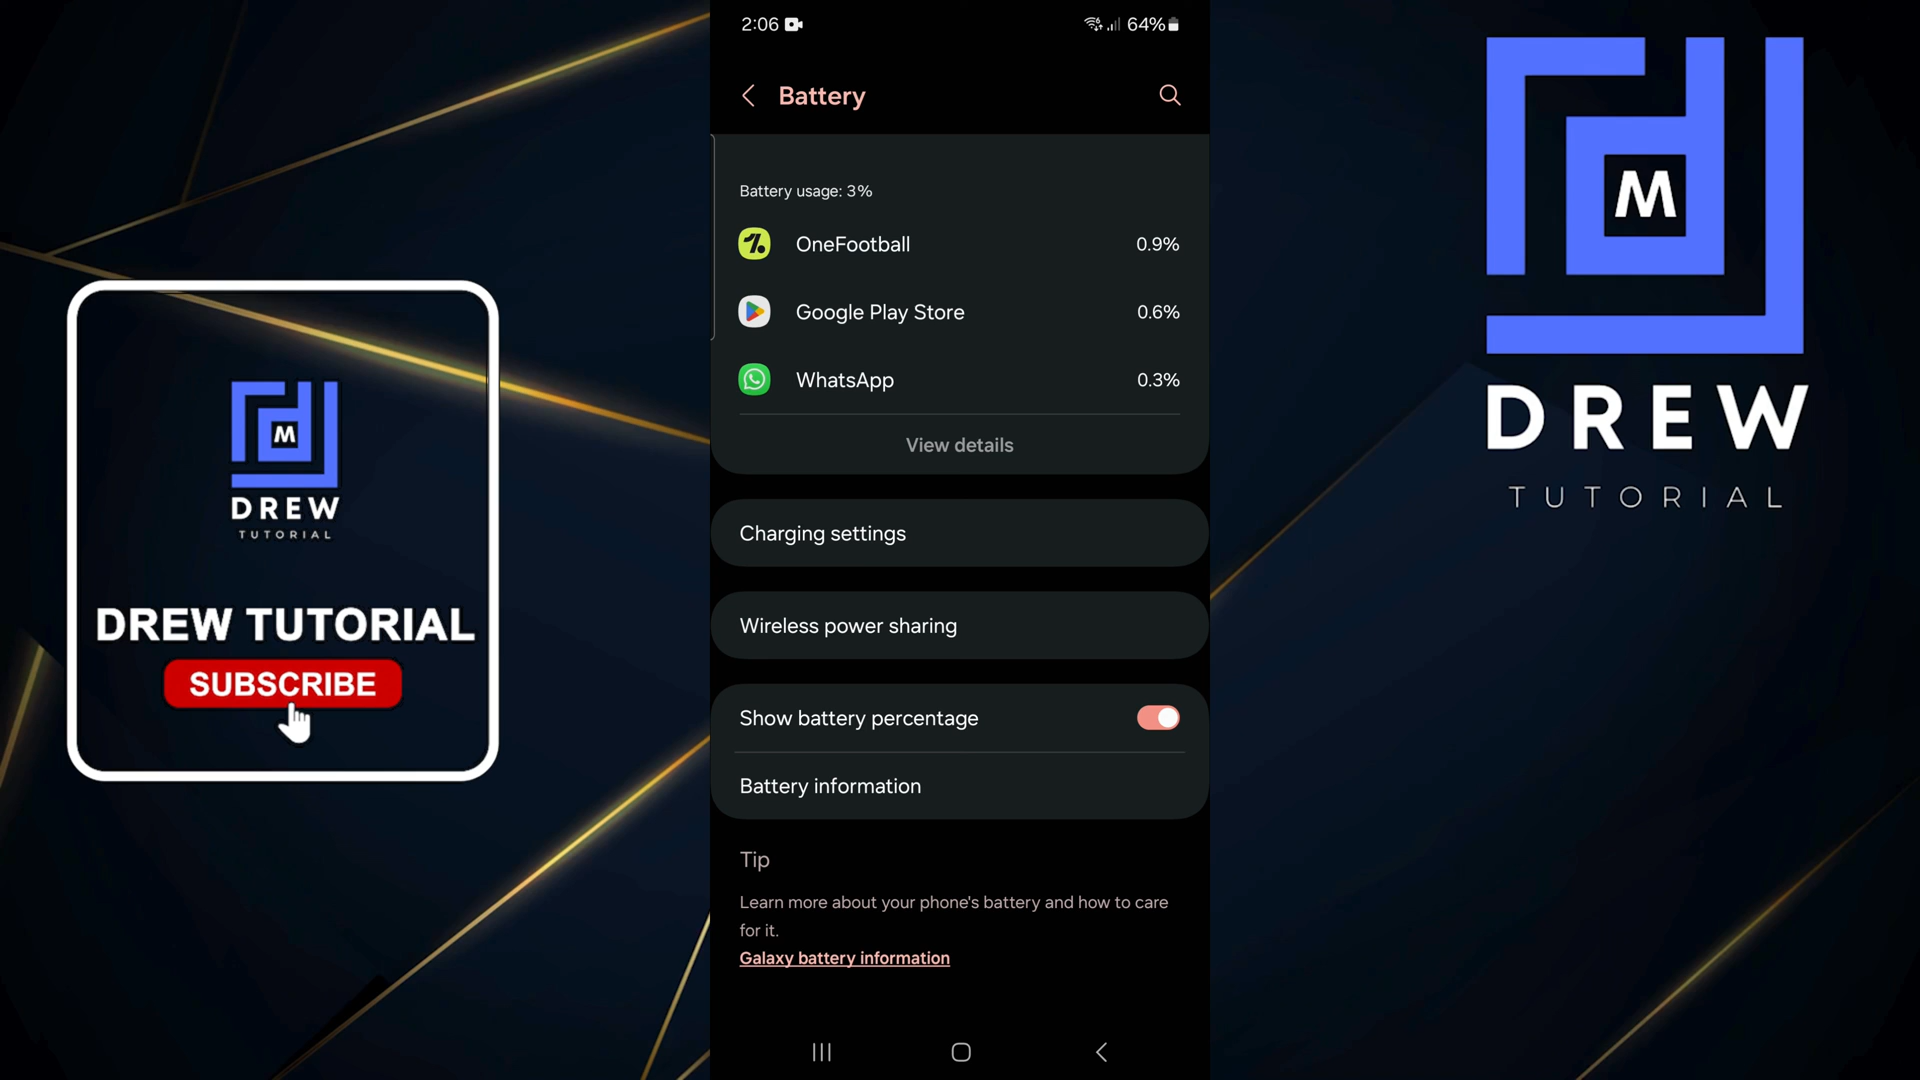 2:06
64%
Battery
Battery usage: 3%
OneFootball 0.9%
Google Play Store 0.6%
WhatsApp 0.3%
View details
Charging settings
Wireless power sharing
Show battery percentage
Battery information
Tip
Learn more about your phone's battery and how to care
for it.
Galaxy battery information
M
DREW
TUTORIAL
DREW TUTORIAL
SUBSCRIBE
M
DREW
TUTORIAL